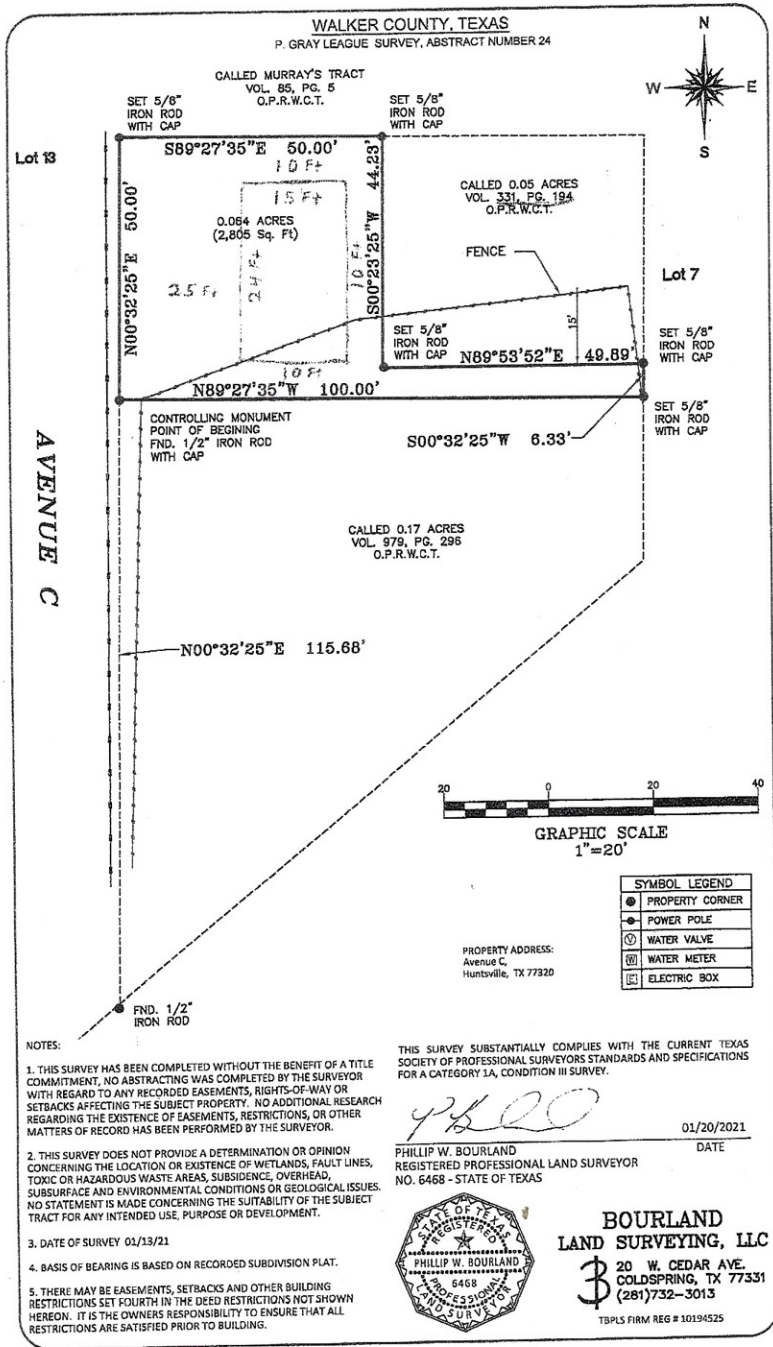 WALKER COUNTY, TEXAS
P. GRAY LEAGUE SURVEY, ABSTRACT NUMBER 24
N
W
E
S
CALLED MURRAY'S TRACT
VOL. 85, PG. 5
O.P.R.W.C.T.
SET 5/8"
IRON ROD
WITH CAP
SET 5/8"
IRON ROD
WITH CAP
Lot 13
S89°27'35"E 50.00'
10 Ft
15 Ft
0.064 ACRES
(2,805 Sq. Ft)
N00°32'25"E 50.00'
25 Ft
24 Ft
10 Ft
S00°23'25"W 44.23'
CALLED 0.05 ACRES
VOL. 331, PG. 194
O.P.R.W.C.T.
FENCE
Lot 7
15'
SET 5/8"
IRON ROD
WITH CAP
SET 5/8"
IRON ROD
WITH CAP
N89°53'52"E 49.89'
10 Ft
N89°27'35"W 100.00'
CONTROLLING MONUMENT
POINT OF BEGINING
FND. 1/2" IRON ROD
WITH CAP
S00°32'25"W 6.33'
SET 5/8"
IRON ROD
WITH CAP
AVENUE C
CALLED 0.17 ACRES
VOL. 979, PG. 296
O.P.R.W.C.T.
N00°32'25"E 115.68'
20 0 20 40
GRAPHIC SCALE
1"=20'
SYMBOL LEGEND
PROPERTY CORNER
POWER POLE
V WATER VALVE
W WATER METER
E ELECTRIC BOX
PROPERTY ADDRESS:
Avenue C,
Huntsville, TX 77320
FND. 1/2"
IRON ROD
NOTES:
1. THIS SURVEY HAS BEEN COMPLETED WITHOUT THE BENEFIT OF A TITLE
COMMITMENT, NO ABSTRACTING WAS COMPLETED BY THE SURVEYOR
WITH REGARD TO ANY RECORDED EASEMENTS, RIGHTS-OF-WAY OR
SETBACKS AFFECTING THE SUBJECT PROPERTY. NO ADDITIONAL RESEARCH
REGARDING THE EXISTENCE OF EASEMENTS, RESTRICTIONS, OR OTHER
MATTERS OF RECORD HAS BEEN PERFORMED BY THE SURVEYOR.
2. THIS SURVEY DOES NOT PROVIDE A DETERMINATION OR OPINION
CONCERNING THE LOCATION OR EXISTENCE OF WETLANDS, FAULT LINES,
TOXIC OR HAZARDOUS WASTE AREAS, SUBSIDENCE, OVERHEAD,
SUBSURFACE AND ENVIRONMENTAL CONDITIONS OR GEOLOGICAL ISSUES.
NO STATEMENT IS MADE CONCERNING THE SUITABILITY OF THE SUBJECT
TRACT FOR ANY INTENDED USE, PURPOSE OR DEVELOPMENT.
3. DATE OF SURVEY 01/13/21
4. BASIS OF BEARING IS BASED ON RECORDED SUBDIVISION PLAT.
5. THERE MAY BE EASEMENTS, SETBACKS AND OTHER BUILDING
RESTRICTIONS SET FOURTH IN THE DEED RESTRICTIONS NOT SHOWN
HEREON. IT IS THE OWNERS RESPONSIBILITY TO ENSURE THAT ALL
RESTRICTIONS ARE SATISFIED PRIOR TO BUILDING.
THIS SURVEY SUBSTANTIALLY COMPLIES WITH THE CURRENT TEXAS
SOCIETY OF PROFESSIONAL SURVEYORS STANDARDS AND SPECIFICATIONS
FOR A CATEGORY 1A, CONDITION III SURVEY.
01/20/2021
PHILLIP W. BOURLAND DATE
REGISTERED PROFESSIONAL LAND SURVEYOR
NO. 6468 - STATE OF TEXAS
STATE OF TEXAS
REGISTERED
PHILLIP W. BOURLAND
6468
PROFESSIONAL
LAND SURVEYOR
BOURLAND
LAND SURVEYING, LLC
20 W. CEDAR AVE.
COLDSPRING, TX 77331
(281)732-3013
TBPLS FIRM REG # 10194525